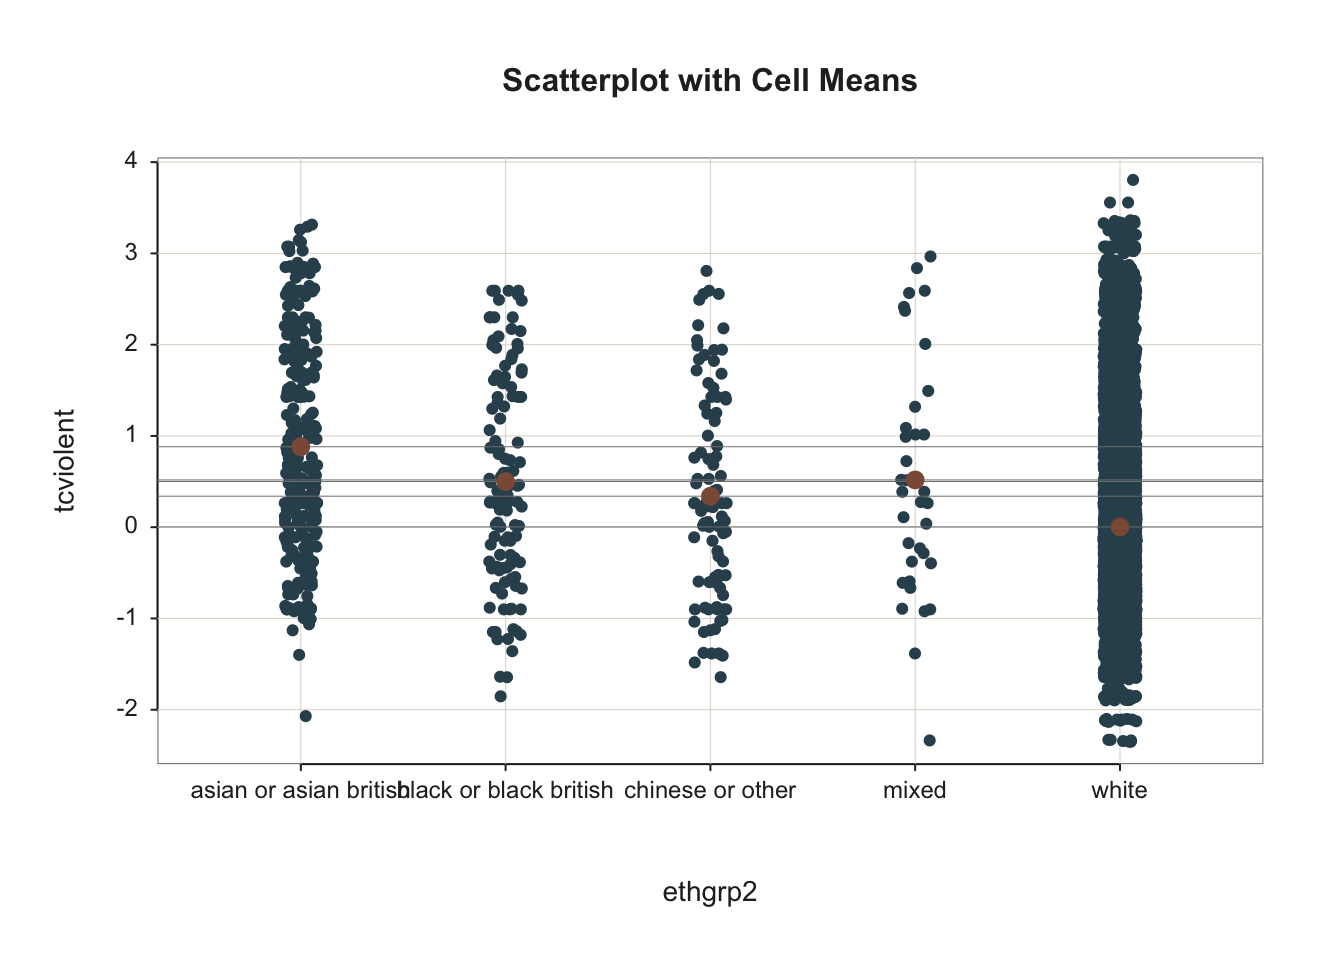 Scatterplot with Cell Means
4
3
2
1
0
-1
-2
tcviolent
asian or asian british
black or black british
chinese or other
mixed
white
ethgrp2